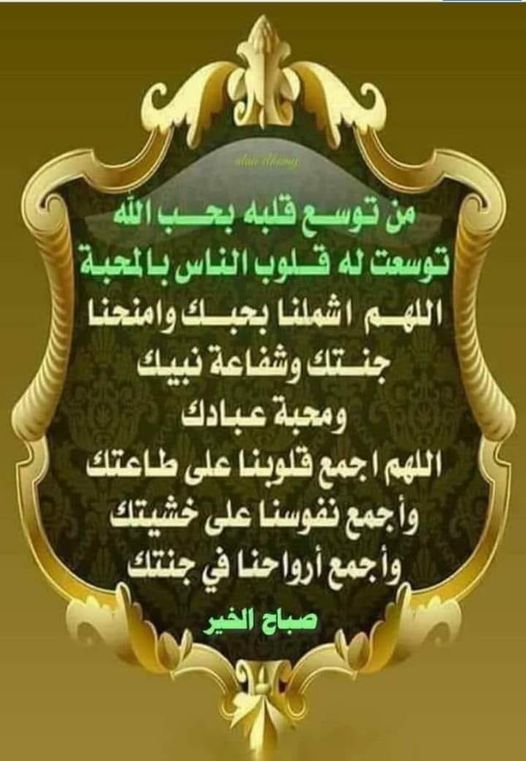 من توسع قلبه بحب الله
توسعت له قلوب الناس بالمحبة
اللهم اشملنا بحبك وامنحنا
جنتك وشفاعة نبيك
ومحبة عبادك
اللهم اجمع قلوبنا على طاعتك
وأجمع نفوسنا على خشيتك
وأجمع أرواحنا في جنتك
صباح الخير